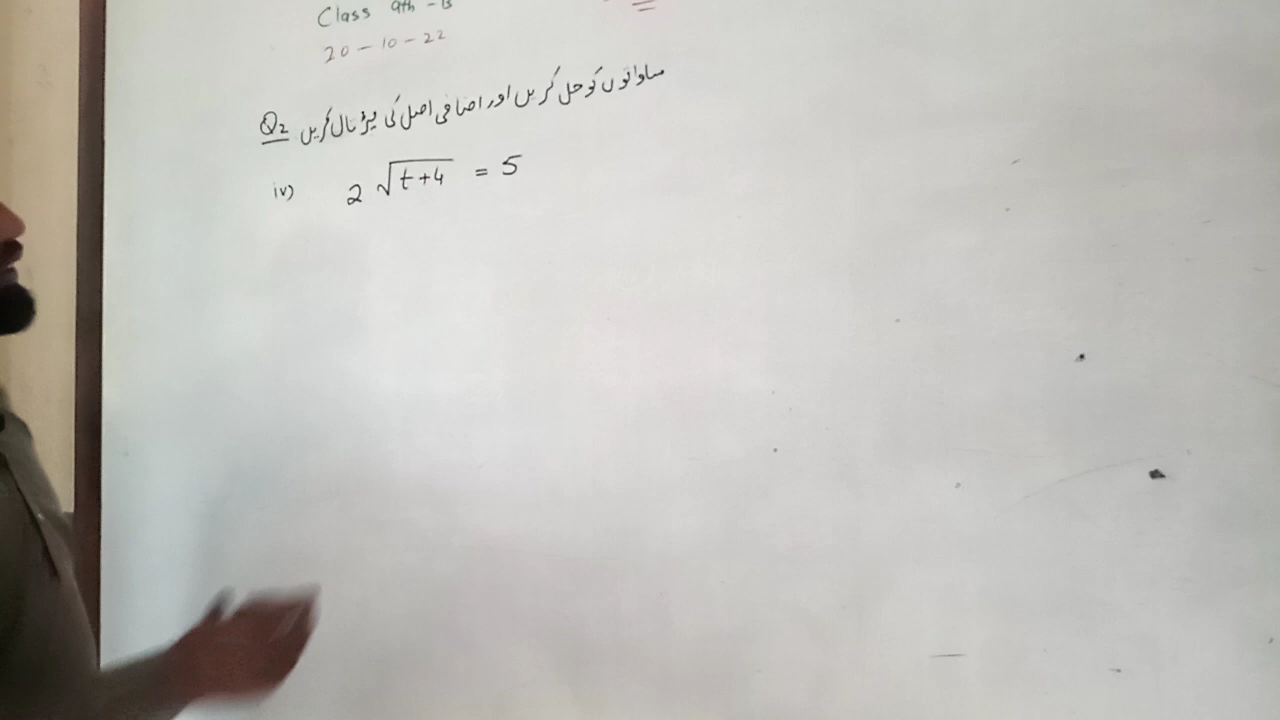 Class 9th - B
20 - 10 - 22
Q2 مساواتوں کو حل کریں اور اضافی اصل کی پڑتال کریں
iv) 2 √t+4 = 5